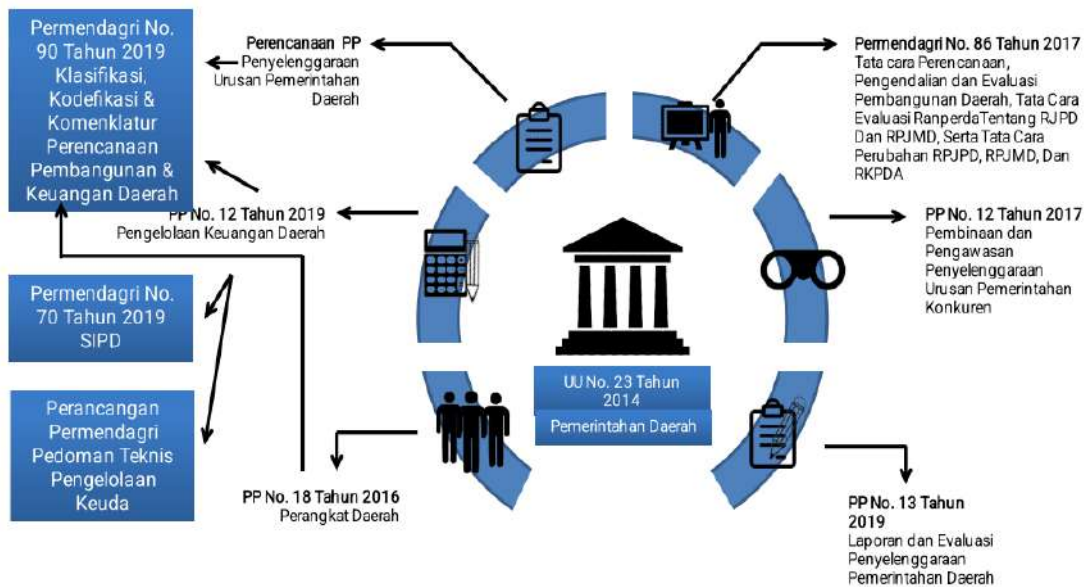 Permendagri No.
90 Tahun 2019
Klasifikasi,
Kodefikasi &
Komenklatur
Perencanaan
Pembangunan &
Keuangan Daerah
Perencanaan PP
Penyelenggaraan
Urusan Pemerintahan
Daerah
Permendagri No. 86 Tahun 2017
Tata cara Perencanaan,
Pengendalian dan Evaluasi
Pembangunan Daerah, Tata Cara
Evaluasi RanperdaTentang RJPD
Dan RPJMD, Serta Tata Cara
Perubahan RPJPD, RPJMD, Dan
RKPDA
PP No. 12 Tahun 2019
Pengelolaan Keuangan Daerah
PP No. 12 Tahun 2017
Pembinaan dan
Pengawasan
Penyelenggaraan
Urusan Pemerintahan
Konkuren
Permendagri No.
70 Tahun 2019
SIPD
UU No. 23 Tahun
2014
Pemerintahan Daerah
Perancangan
Permendagri
Pedoman Teknis
Pengelolaan
Keuda
PP No. 18 Tahun 2016
Perangkat Daerah
PP No. 13 Tahun
2019
Laporan dan Evaluasi
Penyelenggaraan
Pemerintahan Daerah